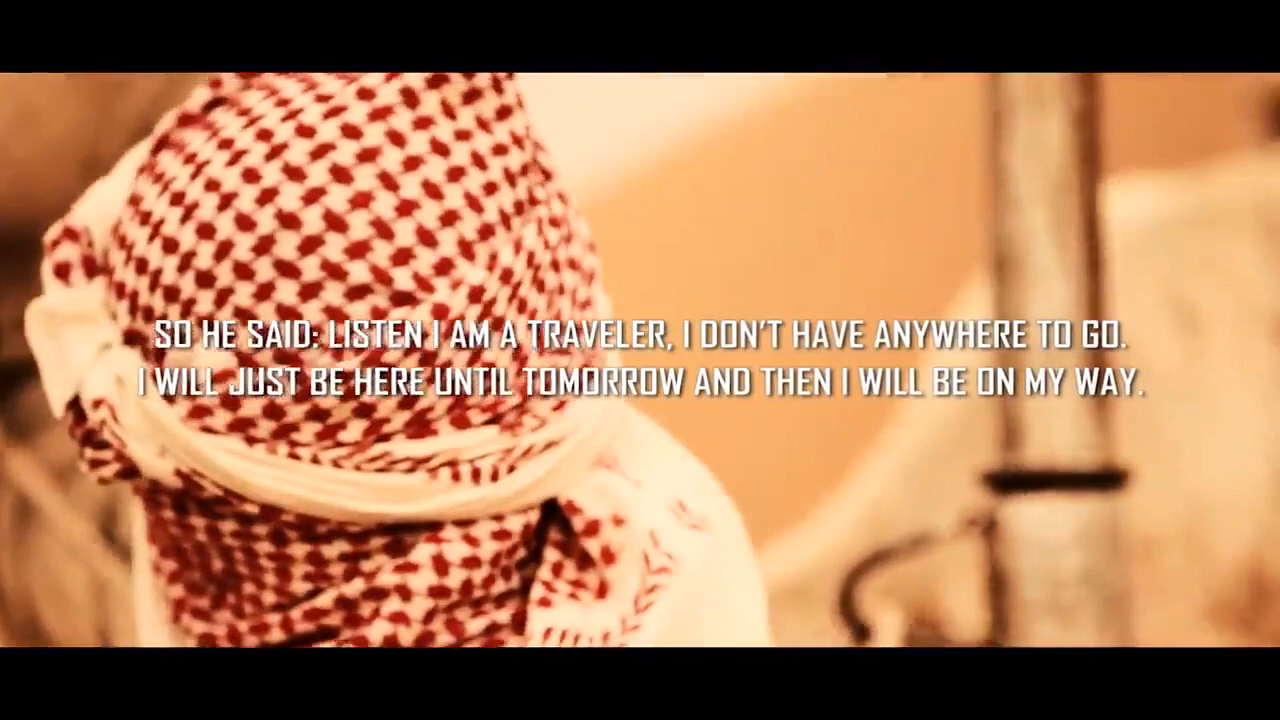 SO HE SAID: LISTEN I AM A TRAVELER, I DON'T HAVE ANYWHERE TO GO.
I WILL JUST BE HERE UNTIL TOMORROW AND THEN I WILL BE ON MY WAY.